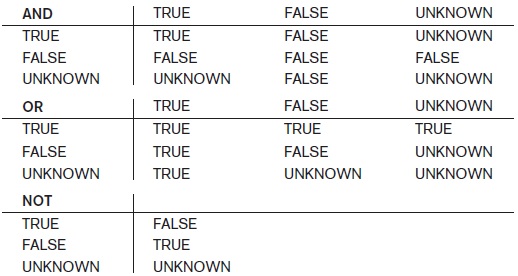 AND TRUE FALSE UNKNOWN
TRUE TRUE FALSE UNKNOWN
FALSE FALSE FALSE FALSE
UNKNOWN UNKNOWN FALSE UNKNOWN
OR TRUE FALSE UNKNOWN
TRUE TRUE TRUE TRUE
FALSE TRUE FALSE UNKNOWN
UNKNOWN TRUE UNKNOWN UNKNOWN
NOT
TRUE FALSE
FALSE TRUE
UNKNOWN UNKNOWN